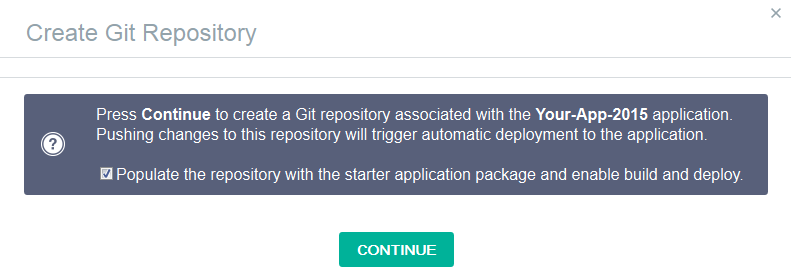 Create Git Repository
Press Continue to create a Git repository associated with the Your-App-2015 application.
Pushing changes to this repository will trigger automatic deployment to the application.
Populate the repository with the starter application package and enable build and deploy.
CONTINUE